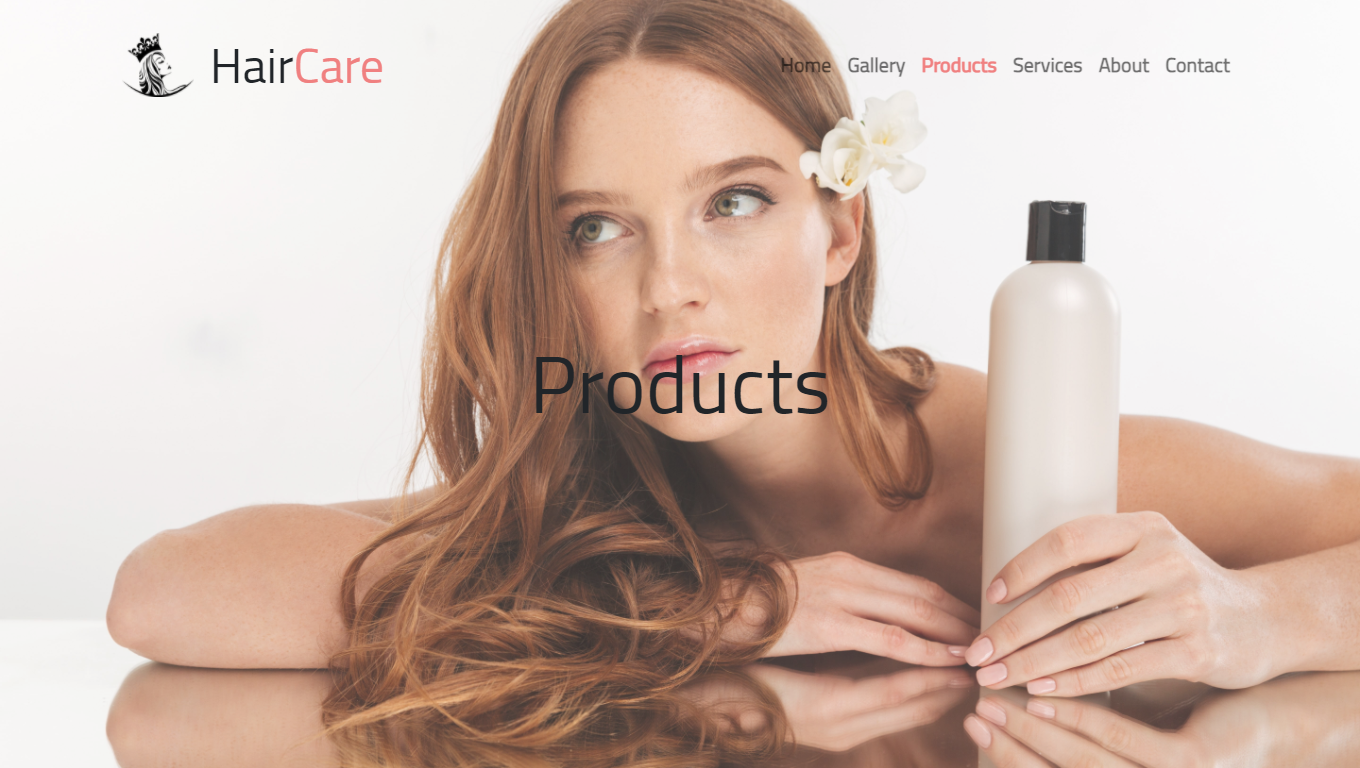 HairCare
Home Gallery Products Services About Contact
Products